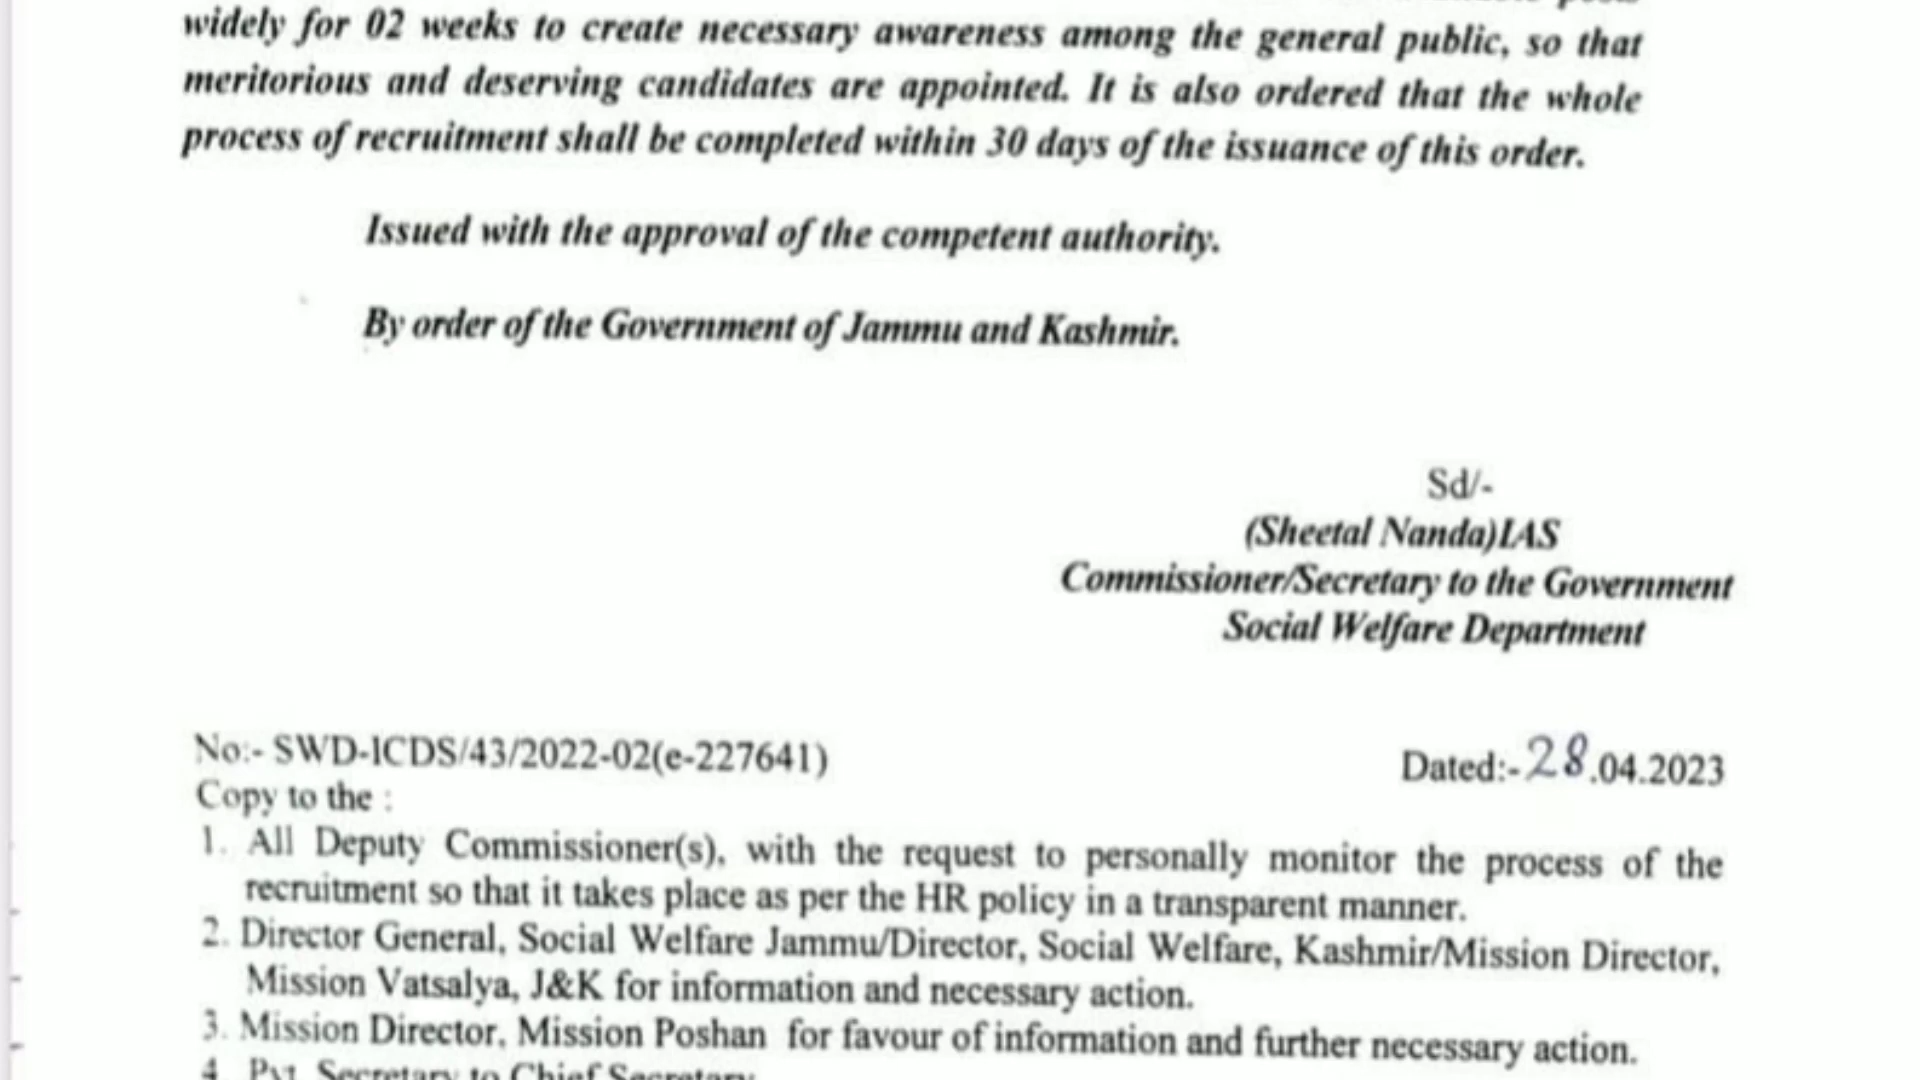 widely for 02 weeks to create necessary awareness among the general public, so that
meritorious and deserving candidates are appointed. It is also ordered that the whole
process of recruitment shall be completed within 30 days of the issuance of this order.
Issued with the approval of the competent authority.
By order of the Government of Jammu and Kashmir.
Sd/-
(Sheetal Nanda)IAS
Commissioner/Secretary to the Government
Social Welfare Department
No:- SWD-ICDS/43/2022-02(e-227641)
Dated:-28.04.2023
Copy to the :
1. All Deputy Commissioner(s), with the request to personally monitor the process of the
recruitment so that it takes place as per the HR policy in a transparent manner.
2. Director General, Social Welfare Jammu/Director, Social Welfare, Kashmir/Mission Director,
Mission Vatsalya, J&K for information and necessary action.
3. Mission Director, Mission Poshan for favour of information and further necessary action.
4. Pvt. Secretary to Chief Secretary